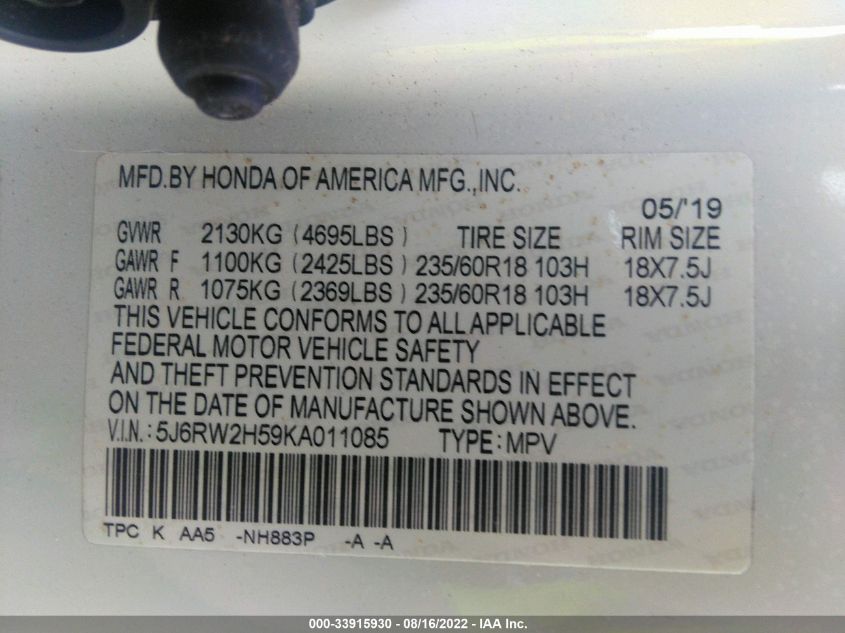 MFD.BY HONDA OF AMERICA MFG.,INC.
05/'19
GVWR 2130KG (4695LBS) TIRE SIZE RIM SIZE
GAWR F 1100KG (2425LBS) 235/60R18 103H 18X7.5J
GAWR R 1075KG (2369LBS) 235/60R18 103H 18X7.5J
THIS VEHICLE CONFORMS TO ALL APPLICABLE
FEDERAL MOTOR VEHICLE SAFETY
AND THEFT PREVENTION STANDARDS IN EFFECT
ON THE DATE OF MANUFACTURE SHOWN ABOVE.
V.I.N.: 5J6RW2H59KA011085 TYPE: MPV
TPC K AA5 -NH883P -A -A
000-33915930 - 08/16/2022 - IAA Inc.